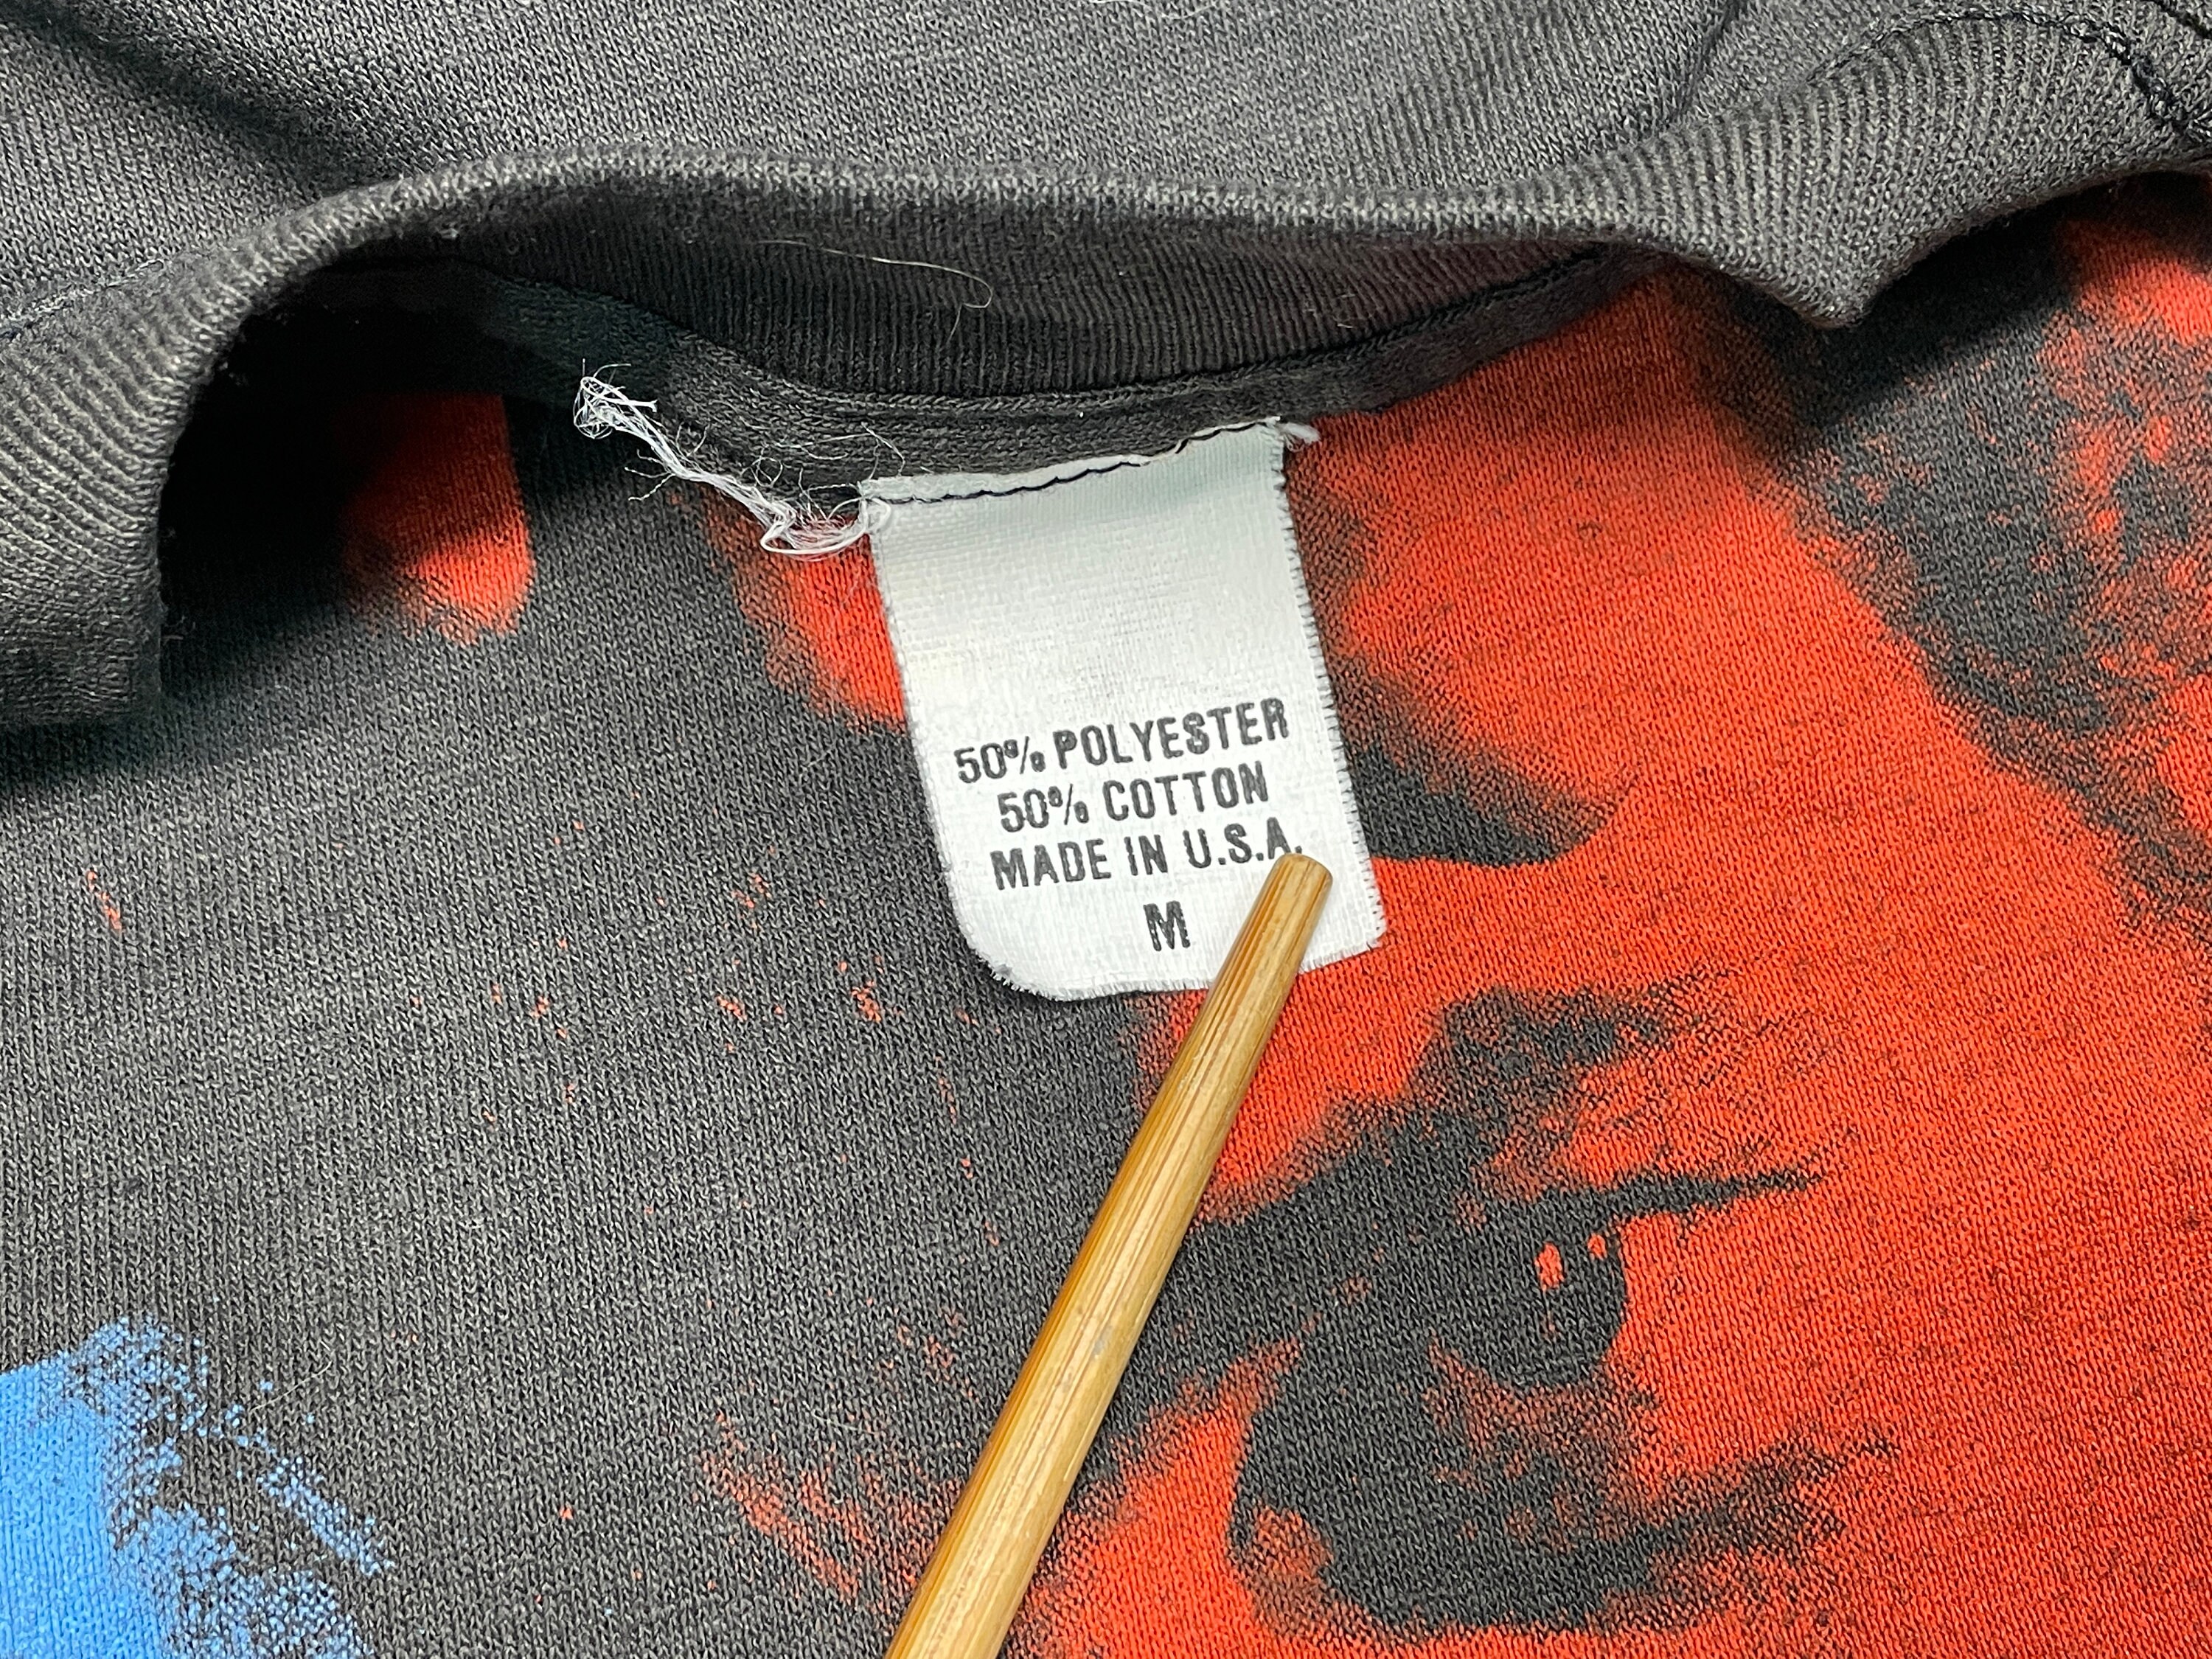 50% POLYESTER
50% COTTON
MADE IN U.S.A.
M